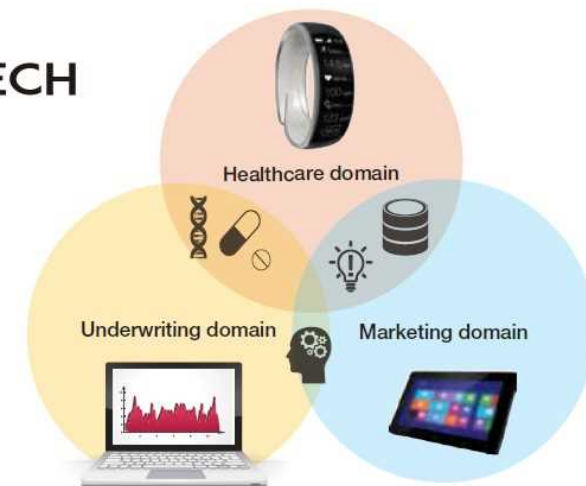 ECH
Healthcare domain
Underwriting domain
Marketing domain